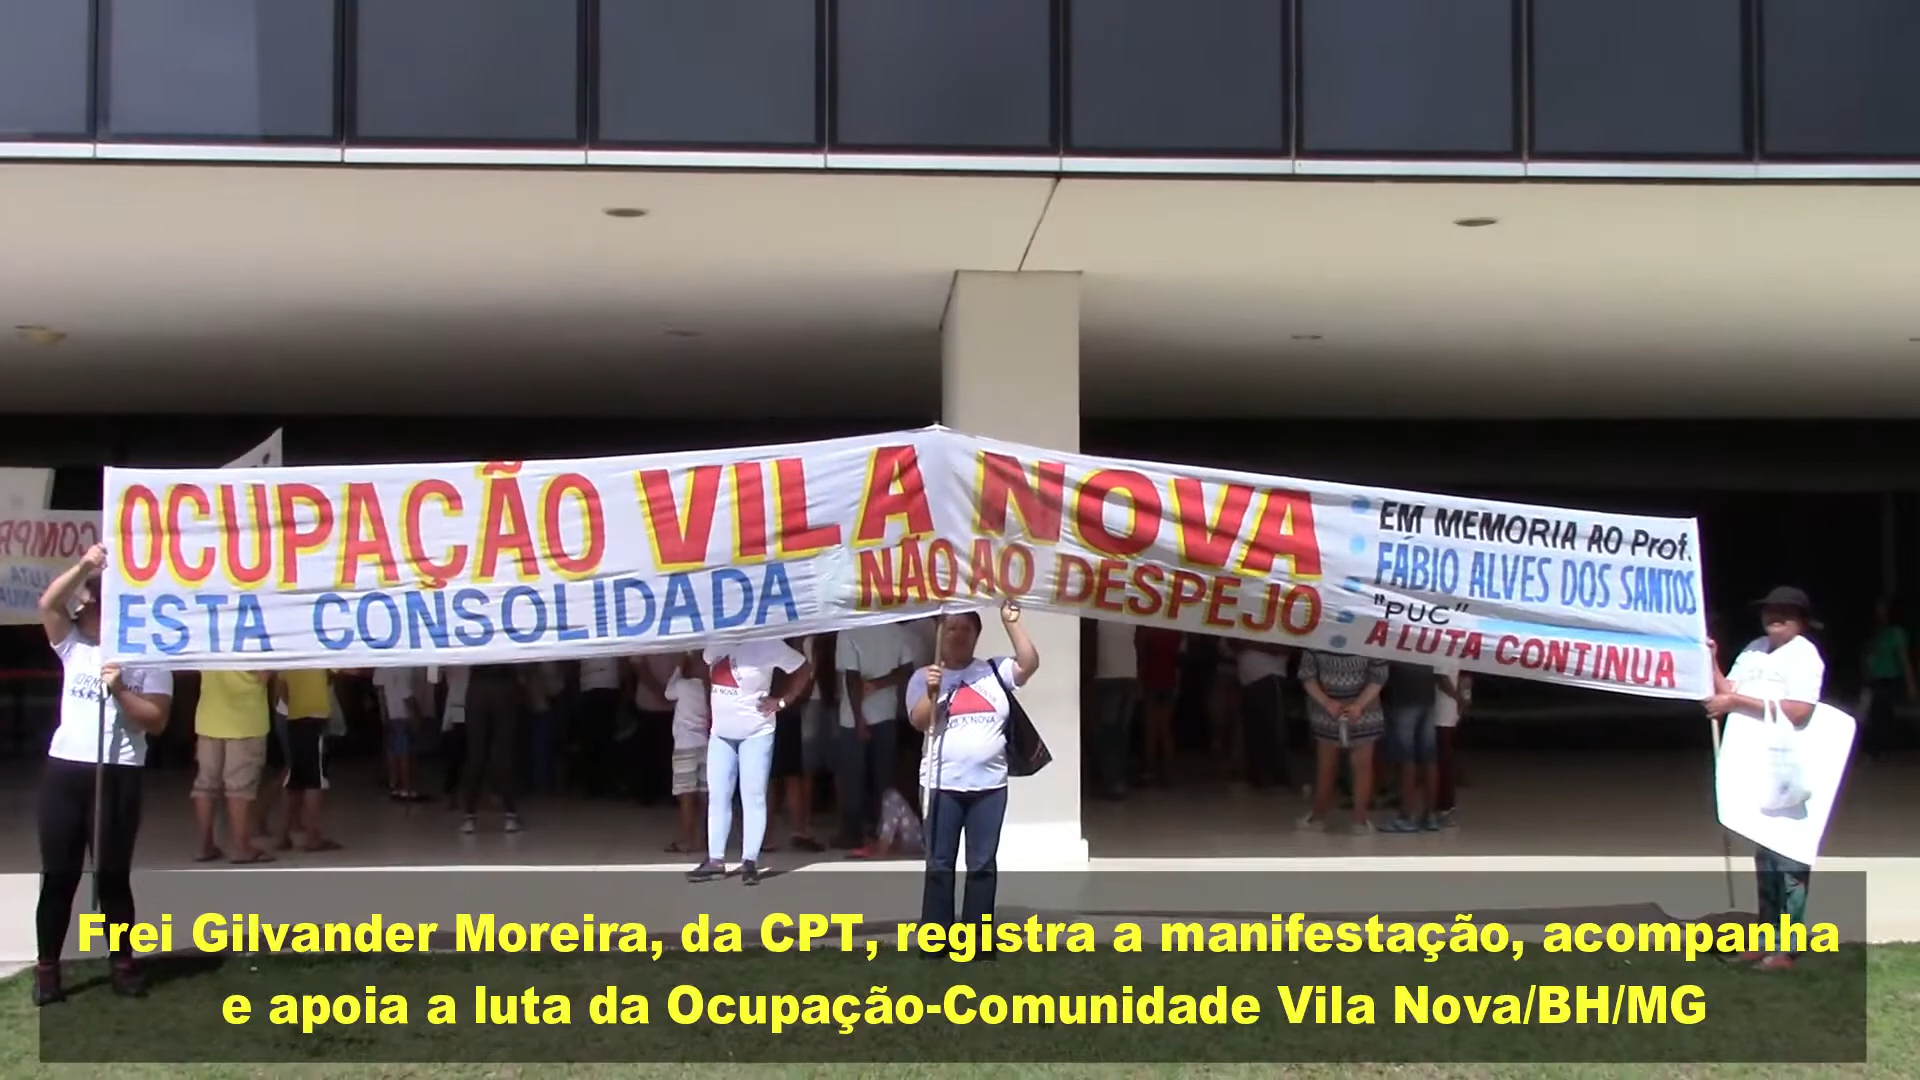 OCUPAÇÃO VILA NOVA
ESTA CONSOLIDADA NÃO AO DESPEJO
EM MEMORIA AO Prof.
FÁBIO ALVES DOS SANTOS
"PUC"
A LUTA CONTINUA
Frei Gilvander Moreira, da CPT, registra a manifestação, acompanha
e apoia a luta da Ocupação-Comunidade Vila Nova/BH/MG